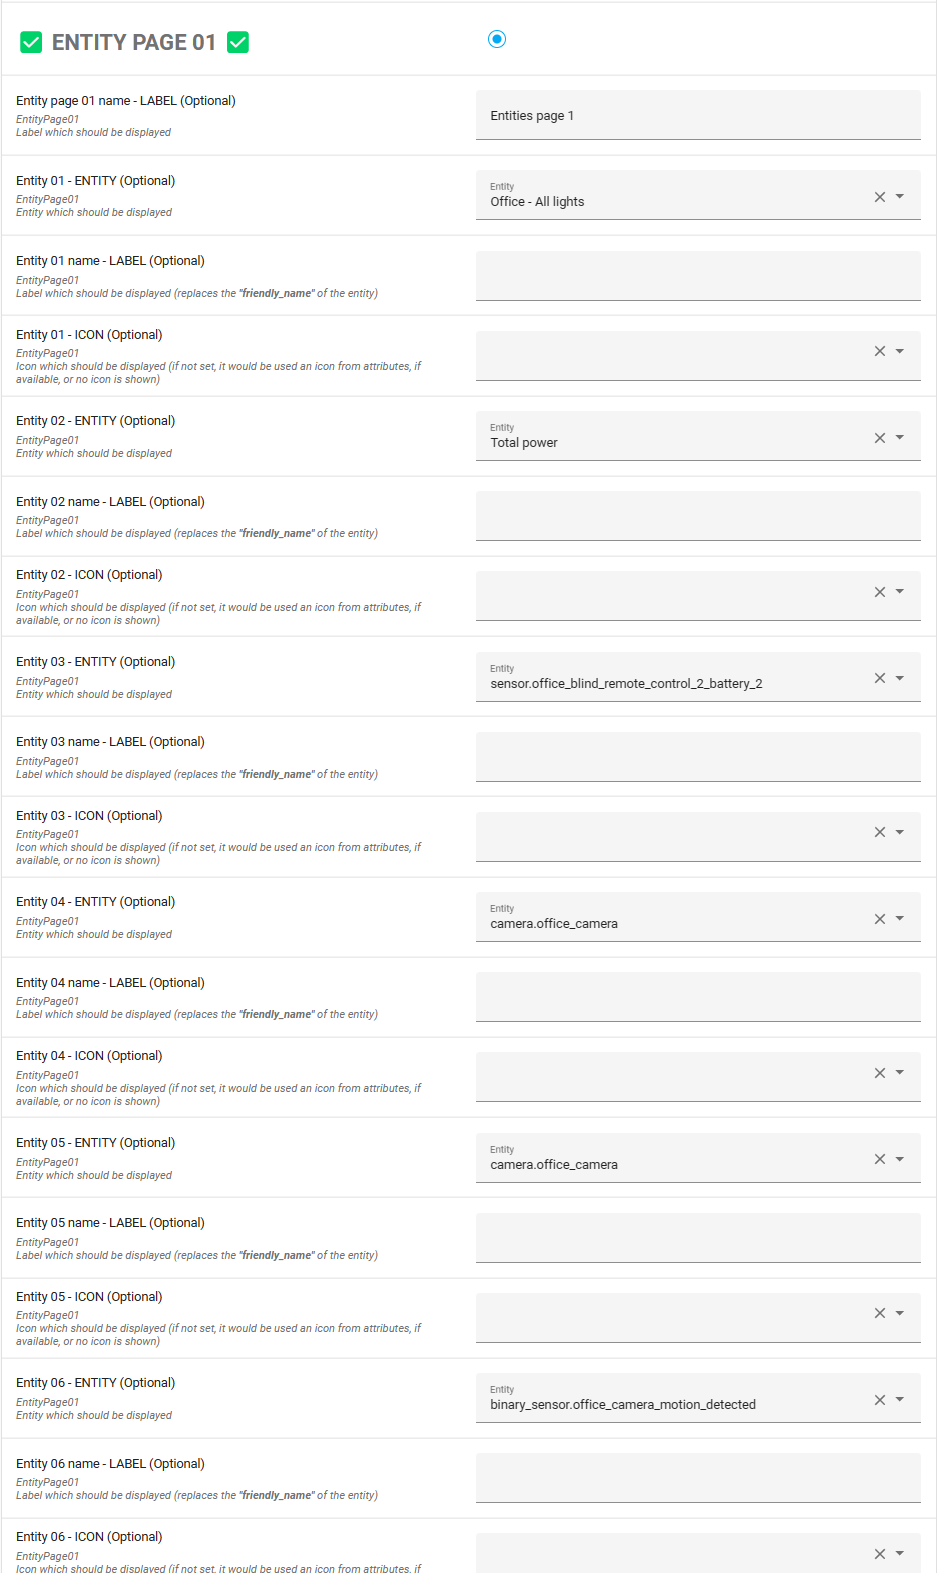 ENTITY PAGE 01
Entity page 01 name - LABEL (Optional)
EntityPage01
Label which should be displayed
Entities page 1
Entity 01 - ENTITY (Optional)
EntityPage01
Entity which should be displayed
Entity
Office - All lights
Entity 01 name - LABEL (Optional)
EntityPage01
Label which should be displayed (replaces the "friendly_name" of the entity)
Entity 01 - ICON (Optional)
EntityPage01
Icon which should be displayed (if not set, it would be used an icon from attributes, if
available, or no icon is shown)
Entity 02 - ENTITY (Optional)
EntityPage01
Entity which should be displayed
Entity
Total power
Entity 02 name - LABEL (Optional)
EntityPage01
Label which should be displayed (replaces the "friendly_name" of the entity)
Entity 02 - ICON (Optional)
EntityPage01
Icon which should be displayed (if not set, it would be used an icon from attributes, if
available, or no icon is shown)
Entity 03 - ENTITY (Optional)
EntityPage01
Entity which should be displayed
Entity
sensor.office_blind_remote_control_2_battery_2
Entity 03 name - LABEL (Optional)
EntityPage01
Label which should be displayed (replaces the "friendly_name" of the entity)
Entity 03 - ICON (Optional)
EntityPage01
Icon which should be displayed (if not set, it would be used an icon from attributes, if
available, or no icon is shown)
Entity 04 - ENTITY (Optional)
EntityPage01
Entity which should be displayed
Entity
camera.office_camera
Entity 04 name - LABEL (Optional)
EntityPage01
Label which should be displayed (replaces the "friendly_name" of the entity)
Entity 04 - ICON (Optional)
EntityPage01
Icon which should be displayed (if not set, it would be used an icon from attributes, if
available, or no icon is shown)
Entity 05 - ENTITY (Optional)
EntityPage01
Entity which should be displayed
Entity
camera.office_camera
Entity 05 name - LABEL (Optional)
EntityPage01
Label which should be displayed (replaces the "friendly_name" of the entity)
Entity 05 - ICON (Optional)
EntityPage01
Icon which should be displayed (if not set, it would be used an icon from attributes, if
available, or no icon is shown)
Entity 06 - ENTITY (Optional)
EntityPage01
Entity which should be displayed
Entity
binary_sensor.office_camera_motion_detected
Entity 06 name - LABEL (Optional)
EntityPage01
Label which should be displayed (replaces the "friendly_name" of the entity)
Entity 06 - ICON (Optional)
EntityPage01
Icon which should be displayed (if not set, it would be used an icon from attributes, if